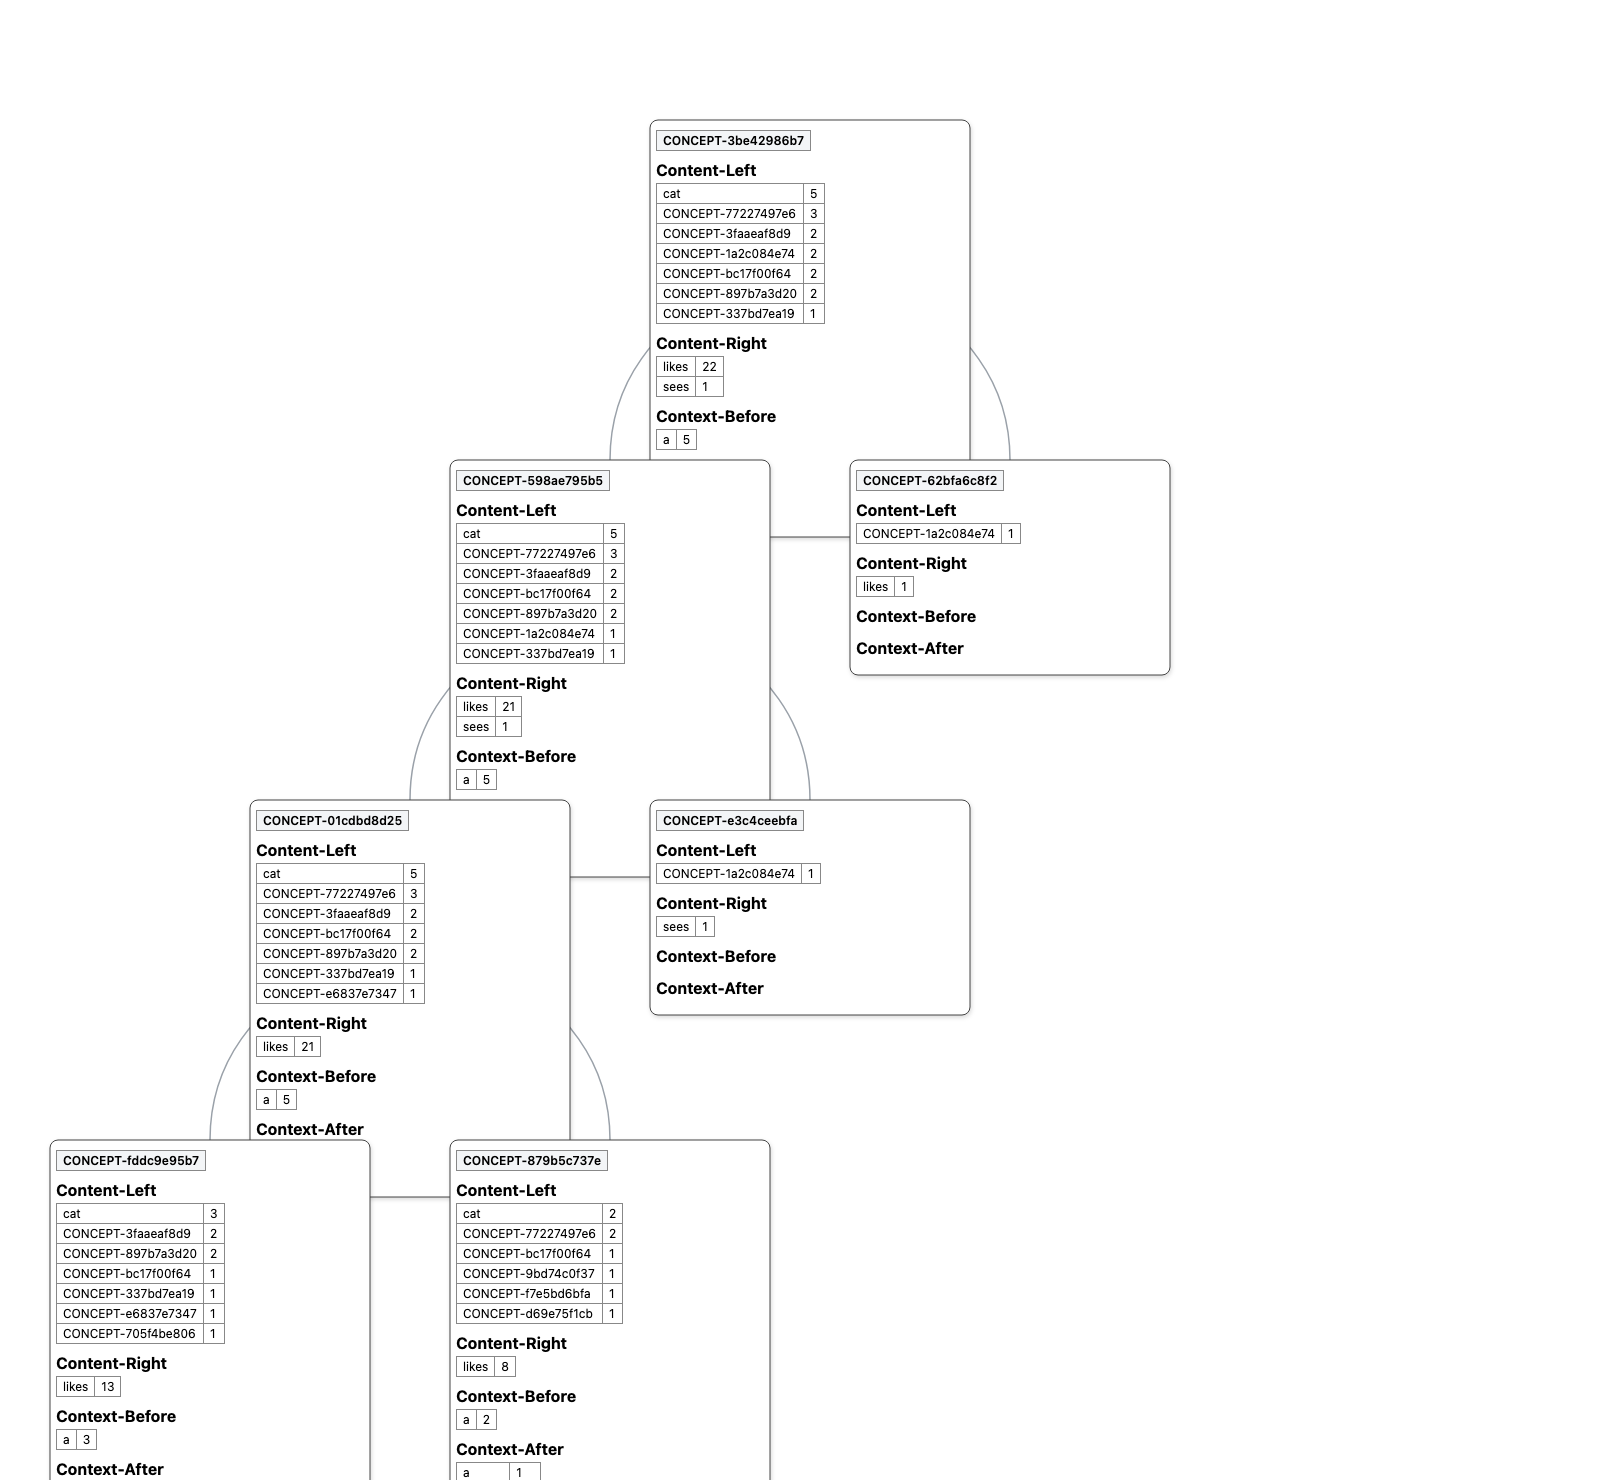 CONCEPT-3be42986b7
Content-Left
cat 5
CONCEPT-77227497e6 3
CONCEPT-3faaeaf8d9 2
CONCEPT-1a2c084e74 2
CONCEPT-bc17f00f64 2
CONCEPT-897b7a3d20 2
CONCEPT-337bd7ea19 1
Content-Right
likes 22
sees 1
Context-Before
a 5
CONCEPT-598ae795b5
Content-Left
cat 5
CONCEPT-77227497e6 3
CONCEPT-3faaeaf8d9 2
CONCEPT-bc17f00f64 2
CONCEPT-897b7a3d20 2
CONCEPT-1a2c084e74 1
CONCEPT-337bd7ea19 1
Content-Right
likes 21
sees 1
Context-Before
a 5
CONCEPT-62bfa6c8f2
Content-Left
CONCEPT-1a2c084e74 1
Content-Right
likes 1
Context-Before
Context-After
CONCEPT-01cdbd8d25
Content-Left
cat 5
CONCEPT-77227497e6 3
CONCEPT-3faaeaf8d9 2
CONCEPT-bc17f00f64 2
CONCEPT-897b7a3d20 2
CONCEPT-337bd7ea19 1
CONCEPT-e6837e7347 1
Content-Right
likes 21
Context-Before
a 5
Context-After
CONCEPT-e3c4ceebfa
Content-Left
CONCEPT-1a2c084e74 1
Content-Right
sees 1
Context-Before
Context-After
CONCEPT-fddc9e95b7
Content-Left
cat 3
CONCEPT-3faaeaf8d9 2
CONCEPT-897b7a3d20 2
CONCEPT-bc17f00f64 1
CONCEPT-337bd7ea19 1
CONCEPT-e6837e7347 1
CONCEPT-705f4be806 1
Content-Right
likes 13
Context-Before
a 3
Context-After
CONCEPT-879b5c737e
Content-Left
cat 2
CONCEPT-77227497e6 2
CONCEPT-bc17f00f64 1
CONCEPT-9bd74c0f37 1
CONCEPT-f7e5bd6bfa 1
CONCEPT-d69e75f1cb 1
Content-Right
likes 8
Context-Before
a 2
Context-After
a 1